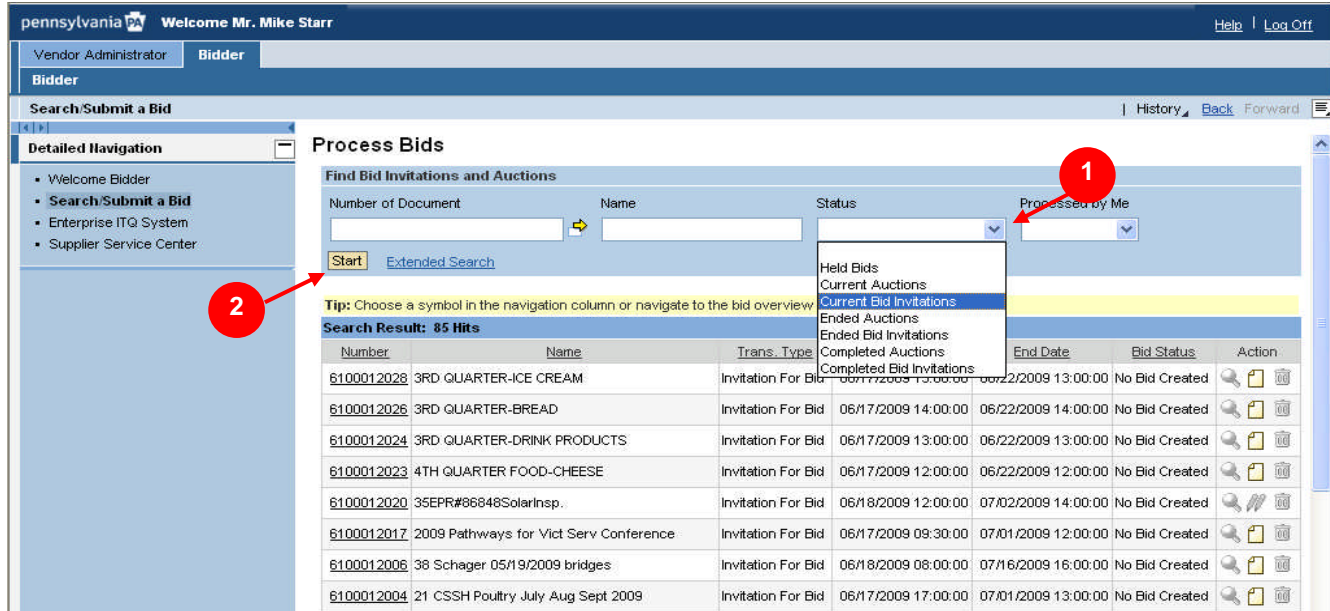 pennsylvania PA Welcome Mr. Mike Starr Help | Log Off
Vendor Administrator Bidder
Bidder
Search/Submit a Bid | History Back Forward
Detailed Navigation
Welcome Bidder
Search/Submit a Bid
Enterprise ITQ System
Supplier Service Center
Process Bids
Find Bid Invitations and Auctions
1
Number of Document Name Status Processed by Me
Start Extended Search
2
Held Bids
Current Auctions
Current Bid Invitations
Ended Auctions
Ended Bid Invitations
Completed Auctions
Completed Bid Invitations
Tip: Choose a symbol in the navigation column or navigate to the bid overview
Search Result: 85 Hits
Number Name Trans. Type End Date Bid Status Action
6100012028 3RD QUARTER-ICE CREAM Invitation For Bid 06/17/2009 13:00:00 06/22/2009 13:00:00 No Bid Created
6100012026 3RD QUARTER-BREAD Invitation For Bid 06/17/2009 14:00:00 06/22/2009 14:00:00 No Bid Created
6100012024 3RD QUARTER-DRINK PRODUCTS Invitation For Bid 06/17/2009 13:00:00 06/22/2009 13:00:00 No Bid Created
6100012023 4TH QUARTER FOOD-CHEESE Invitation For Bid 06/17/2009 12:00:00 06/22/2009 12:00:00 No Bid Created
6100012020 35EPR#86848SolarInsp. Invitation For Bid 06/18/2009 12:00:00 07/02/2009 14:00:00 No Bid Created
6100012017 2009 Pathways for Vict Serv Conference Invitation For Bid 06/17/2009 09:30:00 07/01/2009 12:00:00 No Bid Created
6100012006 38 Schager 05/19/2009 bridges Invitation For Bid 06/18/2009 08:00:00 07/16/2009 16:00:00 No Bid Created
6100012004 21 CSSH Poultry July Aug Sept 2009 Invitation For Bid 06/17/2009 17:00:00 07/01/2009 13:00:00 No Bid Created